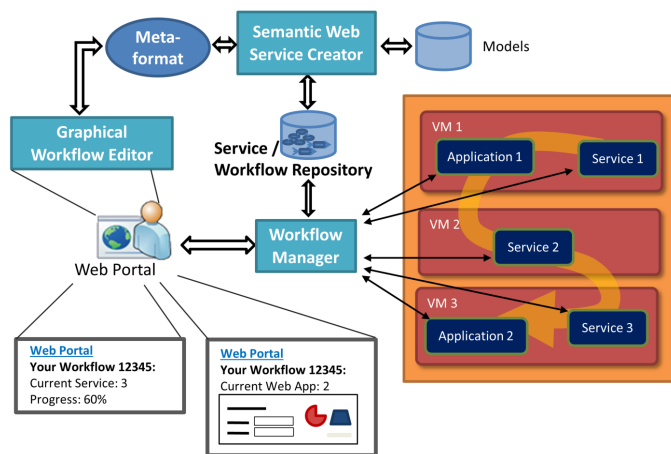 Meta-
format
Semantic Web
Service Creator
Models
Graphical
Workflow Editor
Service /
Workflow Repository
Web Portal
Workflow
Manager
VM 1
Application 1
Service 1
VM 2
Service 2
VM 3
Application 2
Service 3
Web Portal
Your Workflow 12345:
Current Service: 3
Progress: 60%
Web Portal
Your Workflow 12345:
Current Web App: 2